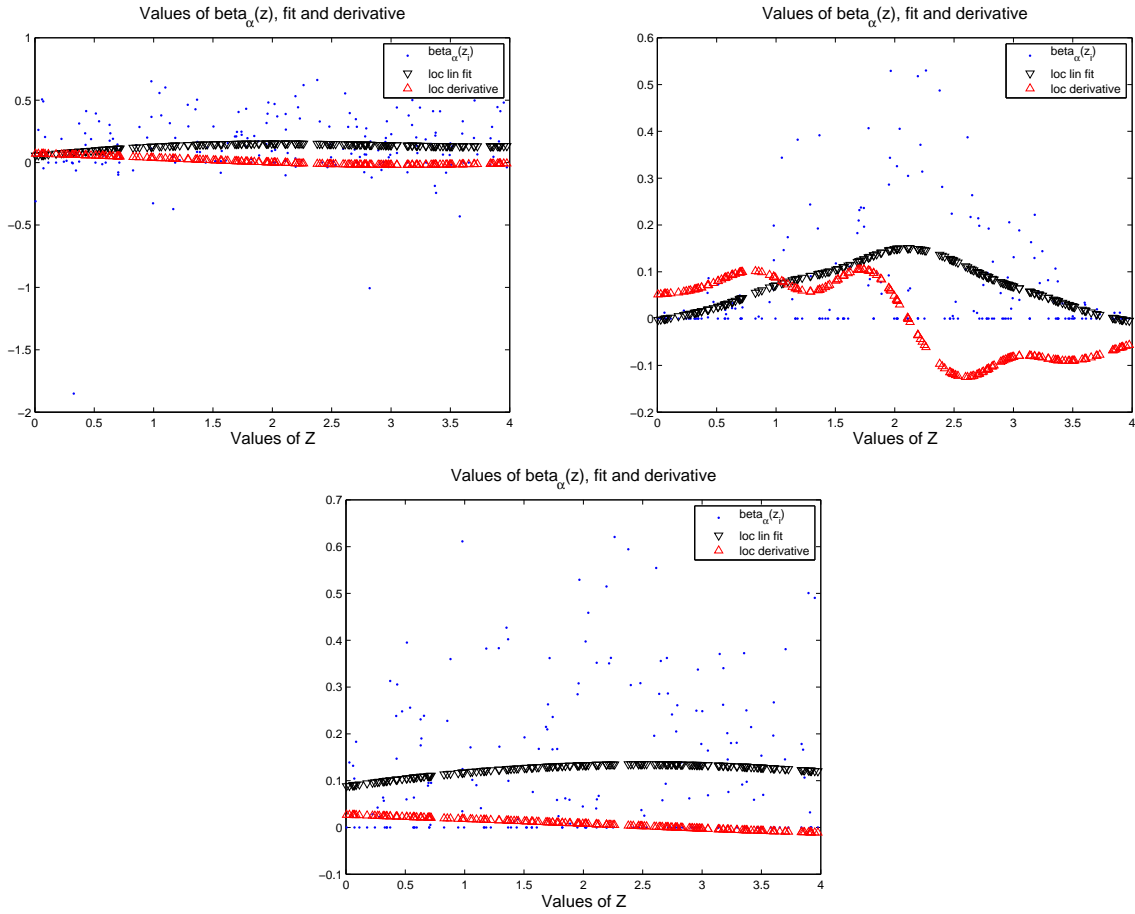 Values of beta_α(z), fit and derivative
1
0.5
0
−0.5
−1
−1.5
−2
0 0.5 1 1.5 2 2.5 3 3.5 4
Values of Z
beta_α(z_i)
loc lin fit
loc derivative
Values of beta_α(z), fit and derivative
0.6
0.5
0.4
0.3
0.2
0.1
0
−0.1
−0.2
0 0.5 1 1.5 2 2.5 3 3.5 4
Values of Z
beta_α(z_i)
loc lin fit
loc derivative
Values of beta_α(z), fit and derivative
0.7
0.6
0.5
0.4
0.3
0.2
0.1
0
−0.1
0 0.5 1 1.5 2 2.5 3 3.5 4
Values of Z
beta_α(z_i)
loc lin fit
loc derivative